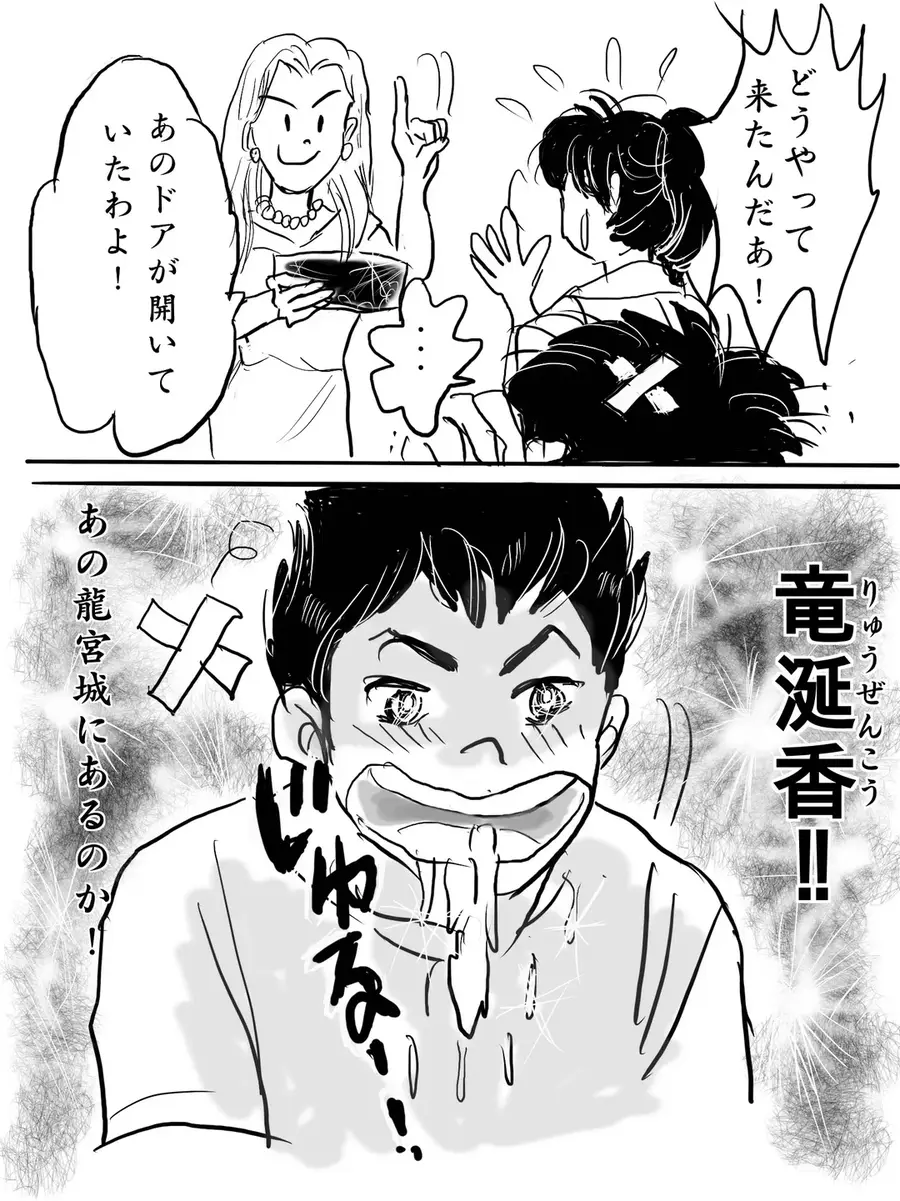 どうやって
来たんだぁ!
あのドアが開いて
いたわよ!
…
竜涎香!!
りゅうぜんこう
じゅるー!
あの龍宮城にあるのか!